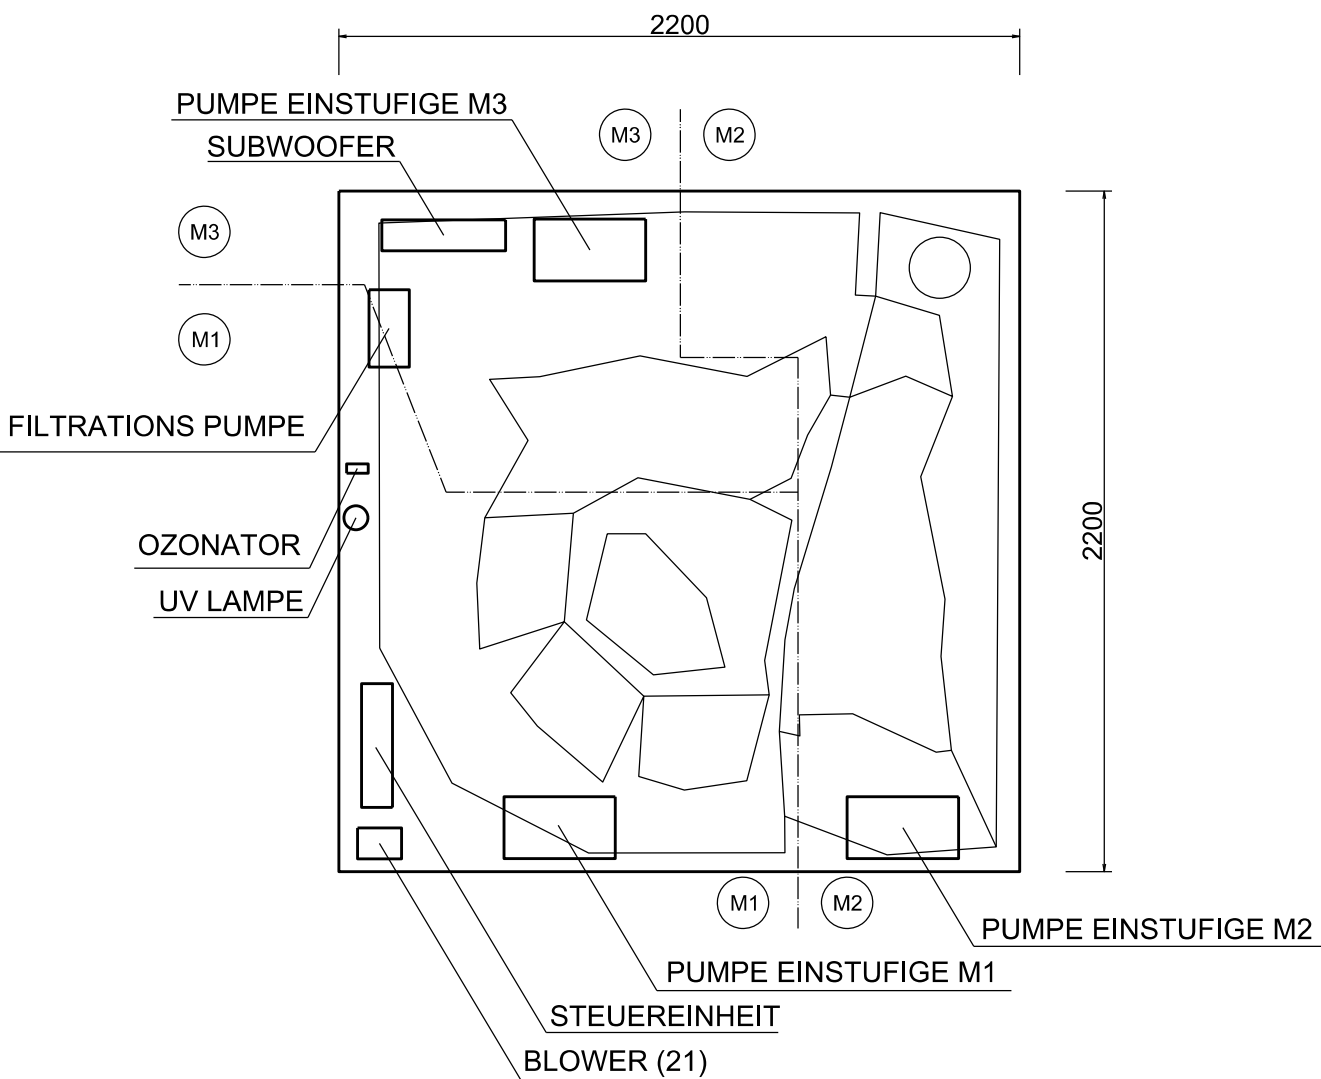 2200
PUMPE EINSTUFIGE M3
SUBWOOFER
M3
M2
M3
M1
FILTRATIONS PUMPE
2200
OZONATOR
UV LAMPE
M1
M2
PUMPE EINSTUFIGE M2
PUMPE EINSTUFIGE M1
STEUEREINHEIT
BLOWER (21)